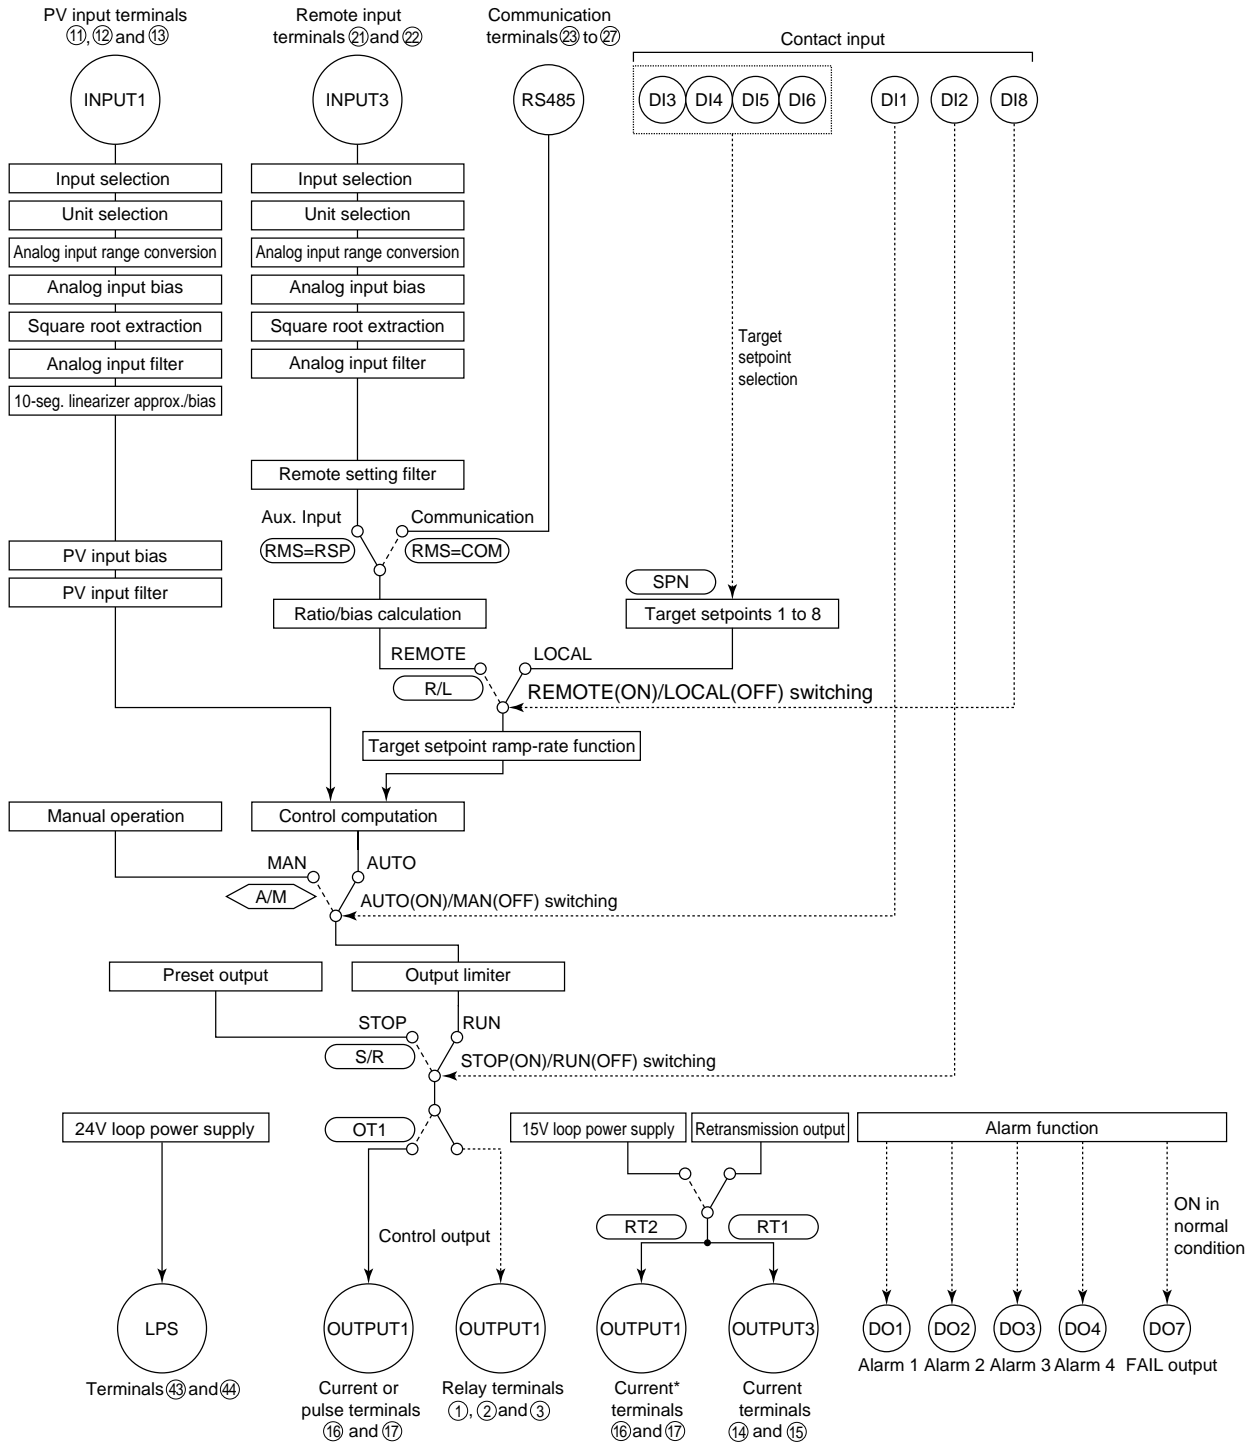 PV input terminals
⑪, ⑫ and ⑬
Remote input
terminals ㉑ and ㉒
Communication
terminals ㉓ to ㉗
Contact input
INPUT1
INPUT3
RS485
DI3
DI4
DI5
DI6
DI1
DI2
DI8
Input selection
Unit selection
Analog input range conversion
Analog input bias
Square root extraction
Analog input filter
10-seg. linearizer approx./bias
Input selection
Unit selection
Analog input range conversion
Analog input bias
Square root extraction
Analog input filter
Target
setpoint
selection
Remote setting filter
Aux. Input
Communication
RMS=RSP
RMS=COM
PV input bias
PV input filter
SPN
Ratio/bias calculation
Target setpoints 1 to 8
REMOTE
LOCAL
R/L
REMOTE(ON)/LOCAL(OFF) switching
Target setpoint ramp-rate function
Manual operation
Control computation
MAN
AUTO
A/M
AUTO(ON)/MAN(OFF) switching
Preset output
Output limiter
STOP
RUN
S/R
STOP(ON)/RUN(OFF) switching
24V loop power supply
OT1
15V loop power supply
Retransmission output
Alarm function
Control output
RT2
RT1
ON in
normal
condition
LPS
OUTPUT1
OUTPUT1
OUTPUT1
OUTPUT3
DO1
DO2
DO3
DO4
DO7
Alarm 1
Alarm 2
Alarm 3
Alarm 4
FAIL output
Terminals ㊸ and ㊹
Current or
pulse terminals
⑯ and ⑰
Relay terminals
①, ② and ③
Current*
terminals
⑯ and ⑰
Current
terminals
⑭ and ⑮